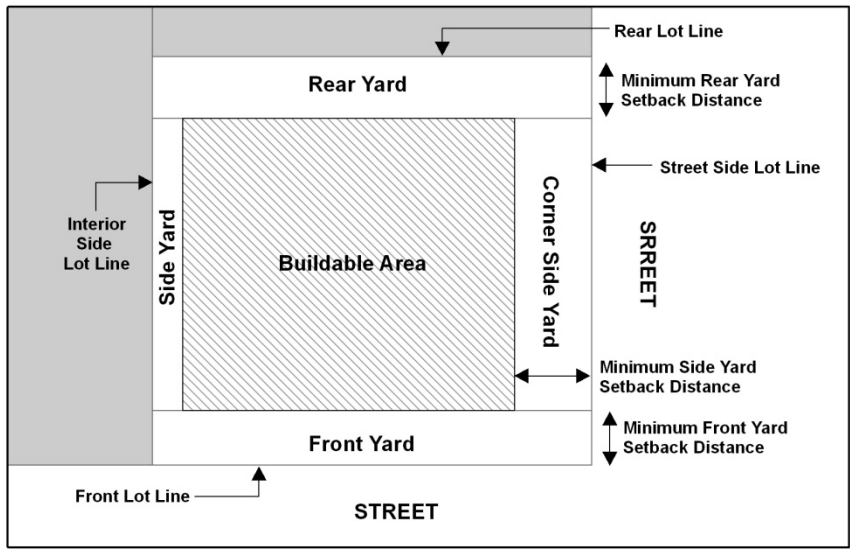 Rear Lot Line
Rear Yard
Minimum Rear Yard
Setback Distance
Street Side Lot Line
Interior
Side
Lot Line
Side Yard
Buildable Area
Corner Side Yard
SRREET
Minimum Side Yard
Setback Distance
Front Yard
Minimum Front Yard
Setback Distance
Front Lot Line
STREET